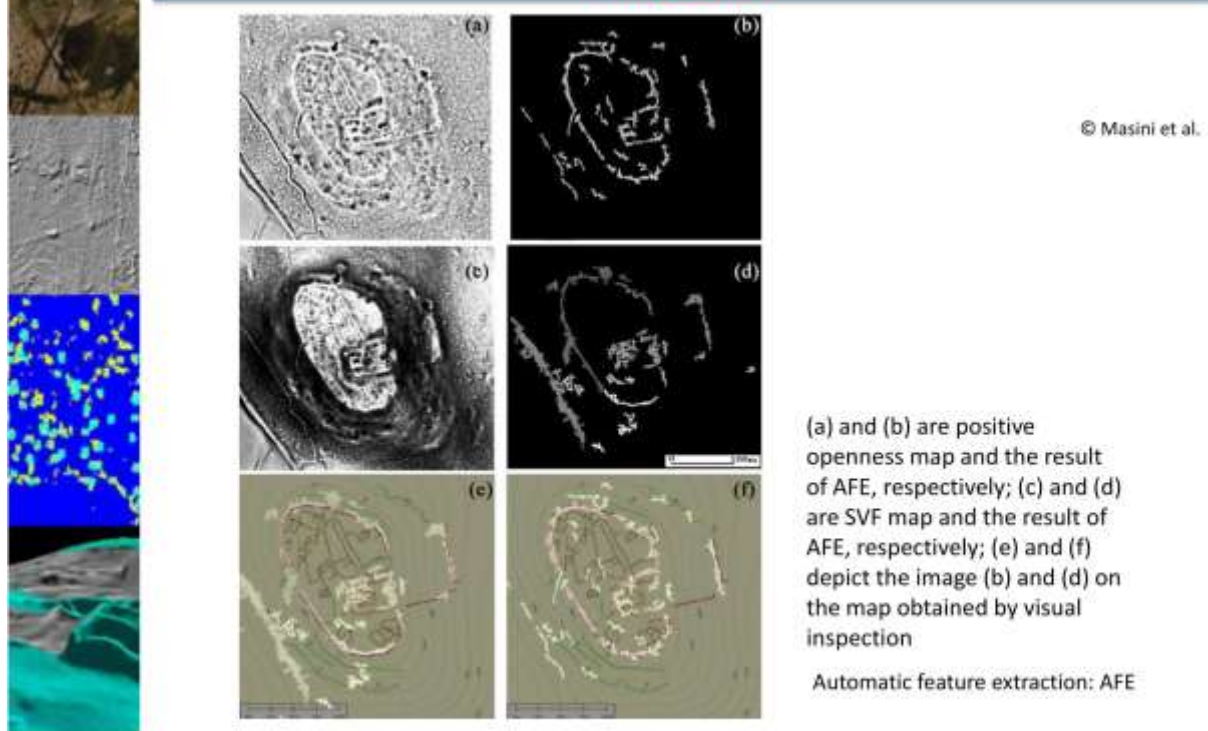 (a)
(b)
© Masini et al.
(c)
(d)
(e)
(f)
(a) and (b) are positive
openness map and the result
of AFE, respectively; (c) and (d)
are SVF map and the result of
AFE, respectively; (e) and (f)
depict the image (b) and (d) on
the map obtained by visual
inspection
Automatic feature extraction: AFE